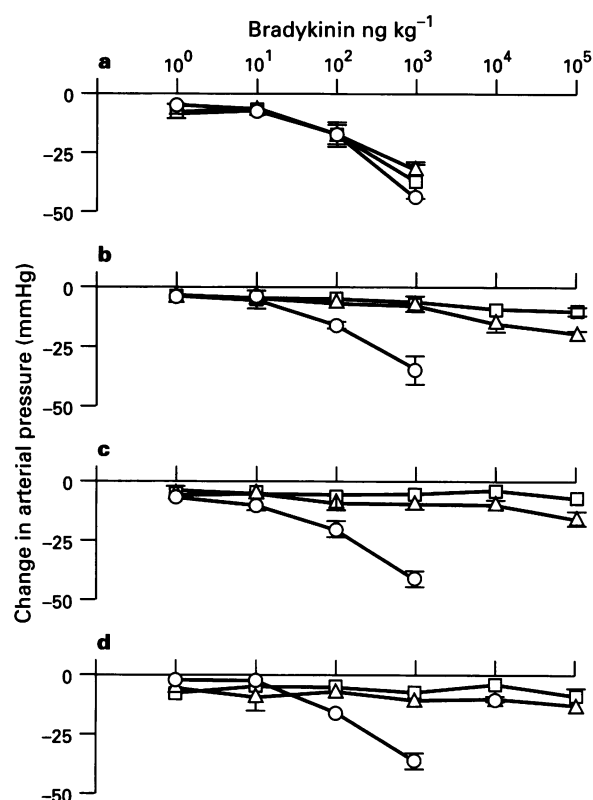 Bradykinin ng kg⁻¹
a
10⁰ 10¹ 10² 10³ 10⁴ 10⁵
0
−25
−50
b
0
−25
−50
c
0
−25
−50
d
0
−25
−50
Change in arterial pressure (mmHg)